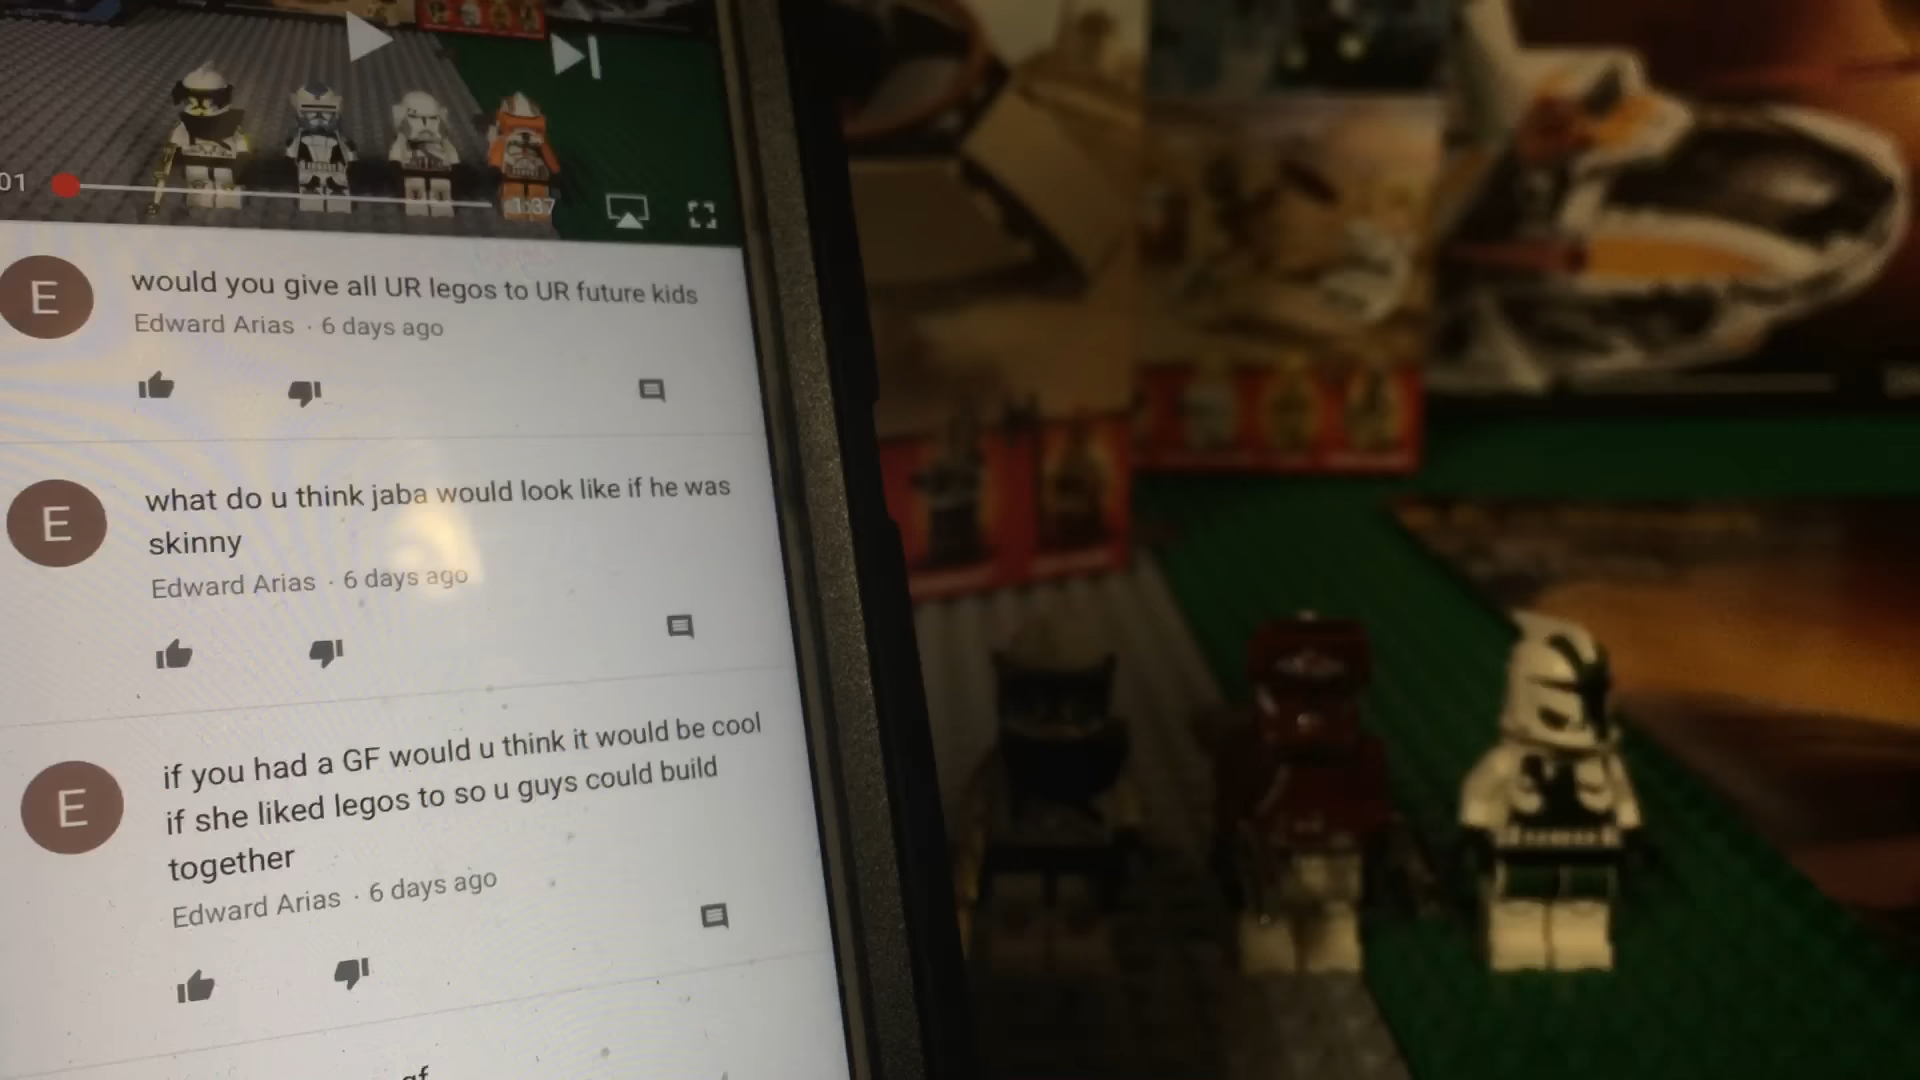 01
1:37
E
would you give all UR legos to UR future kids
Edward Arias · 6 days ago
E
what do u think jaba would look like if he was
skinny
Edward Arias · 6 days ago
E
if you had a GF would u think it would be cool
if she liked legos to so u guys could build
together
Edward Arias · 6 days ago
gf